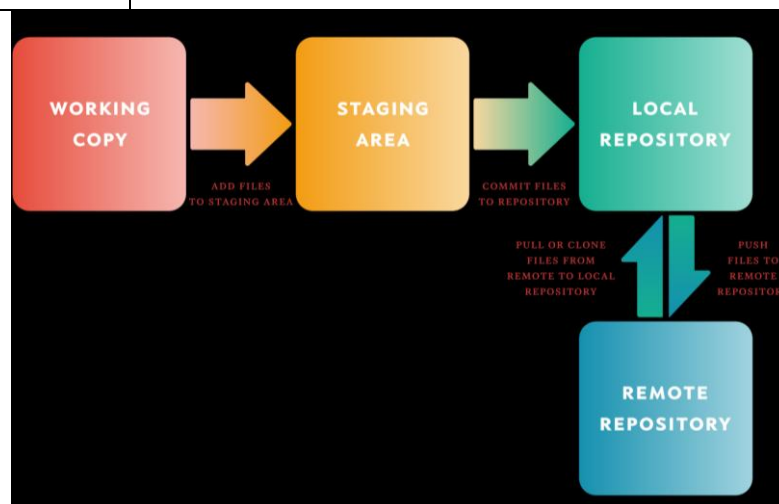 WORKING
COPY
STAGING
AREA
LOCAL
REPOSITORY
ADD FILES
TO STAGING AREA
COMMIT FILES
TO REPOSITORY
PULL OR CLONE
FILES FROM
REMOTE TO LOCAL
REPOSITORY
PUSH
FILES TO
REMOTE
REPOSITOR
REMOTE
REPOSITORY